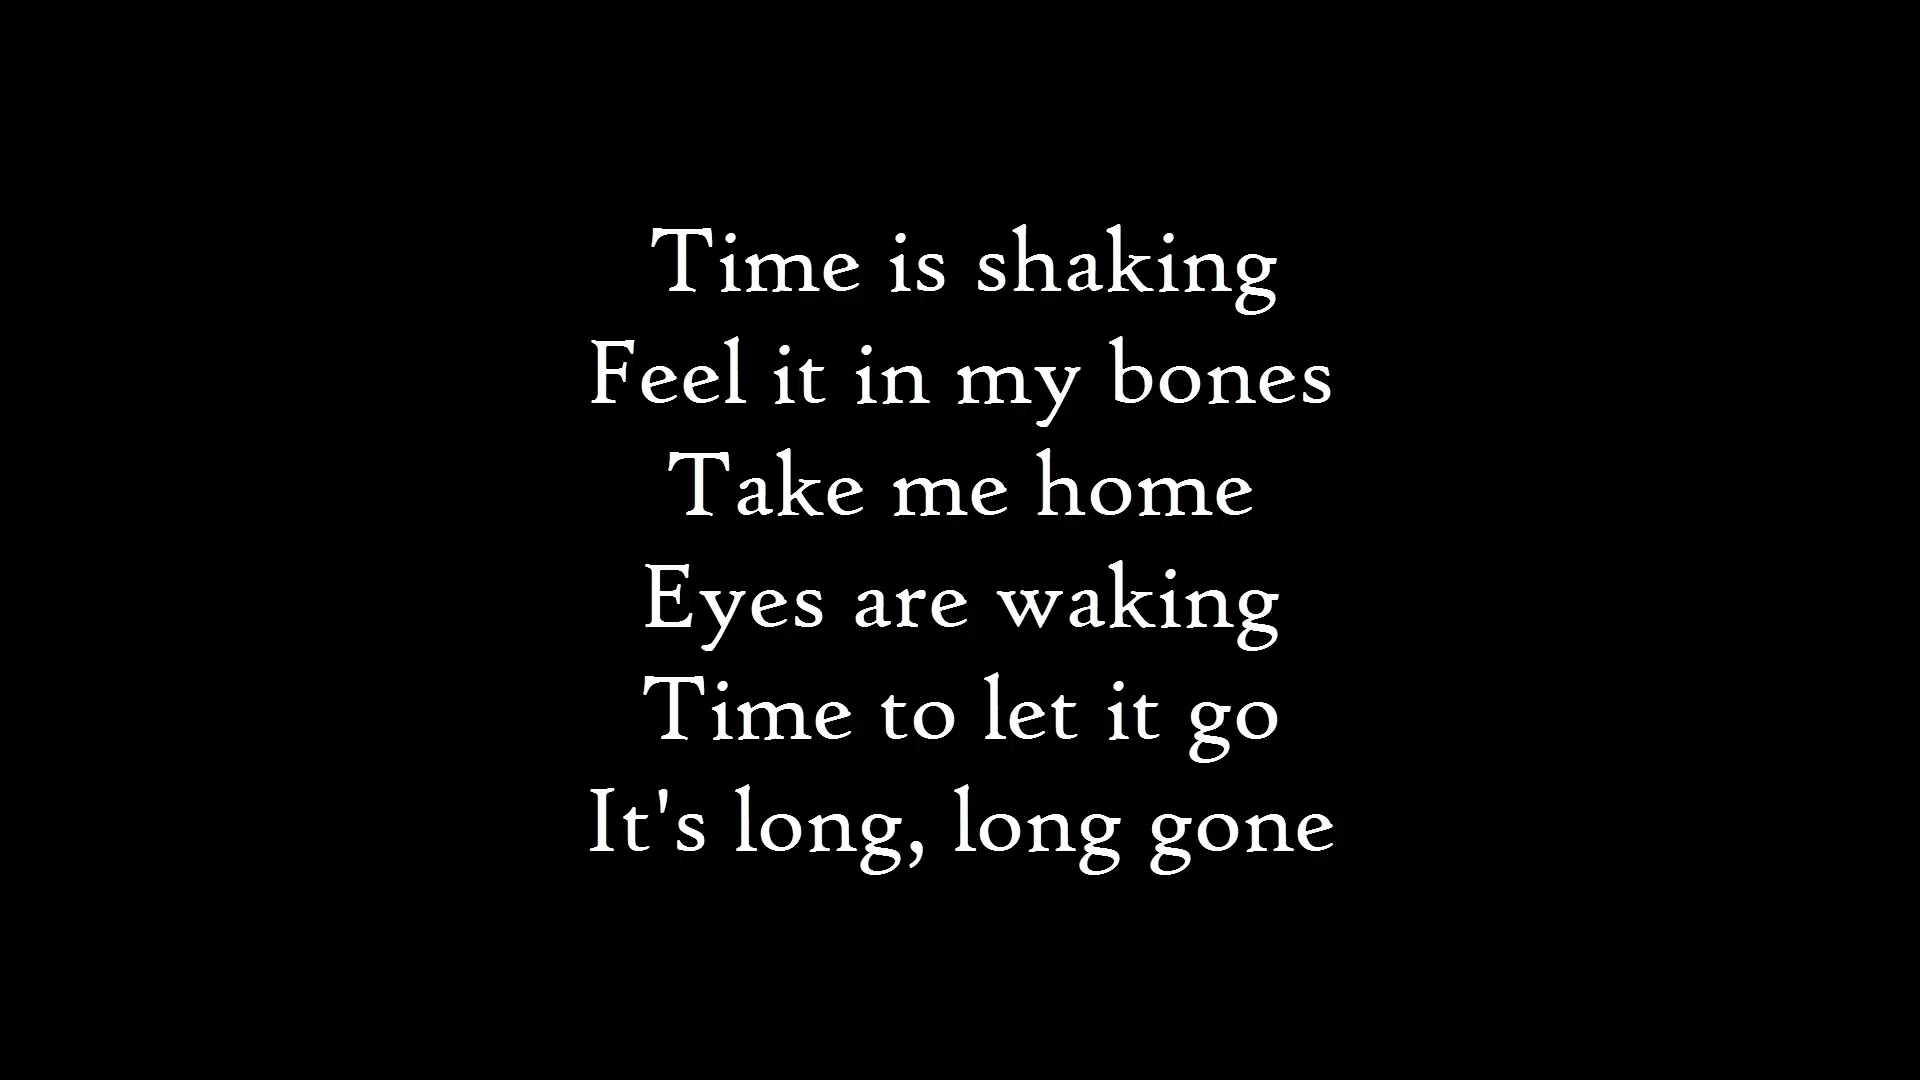 Time is shaking
Feel it in my bones
Take me home
Eyes are waking
Time to let it go
It's long, long gone